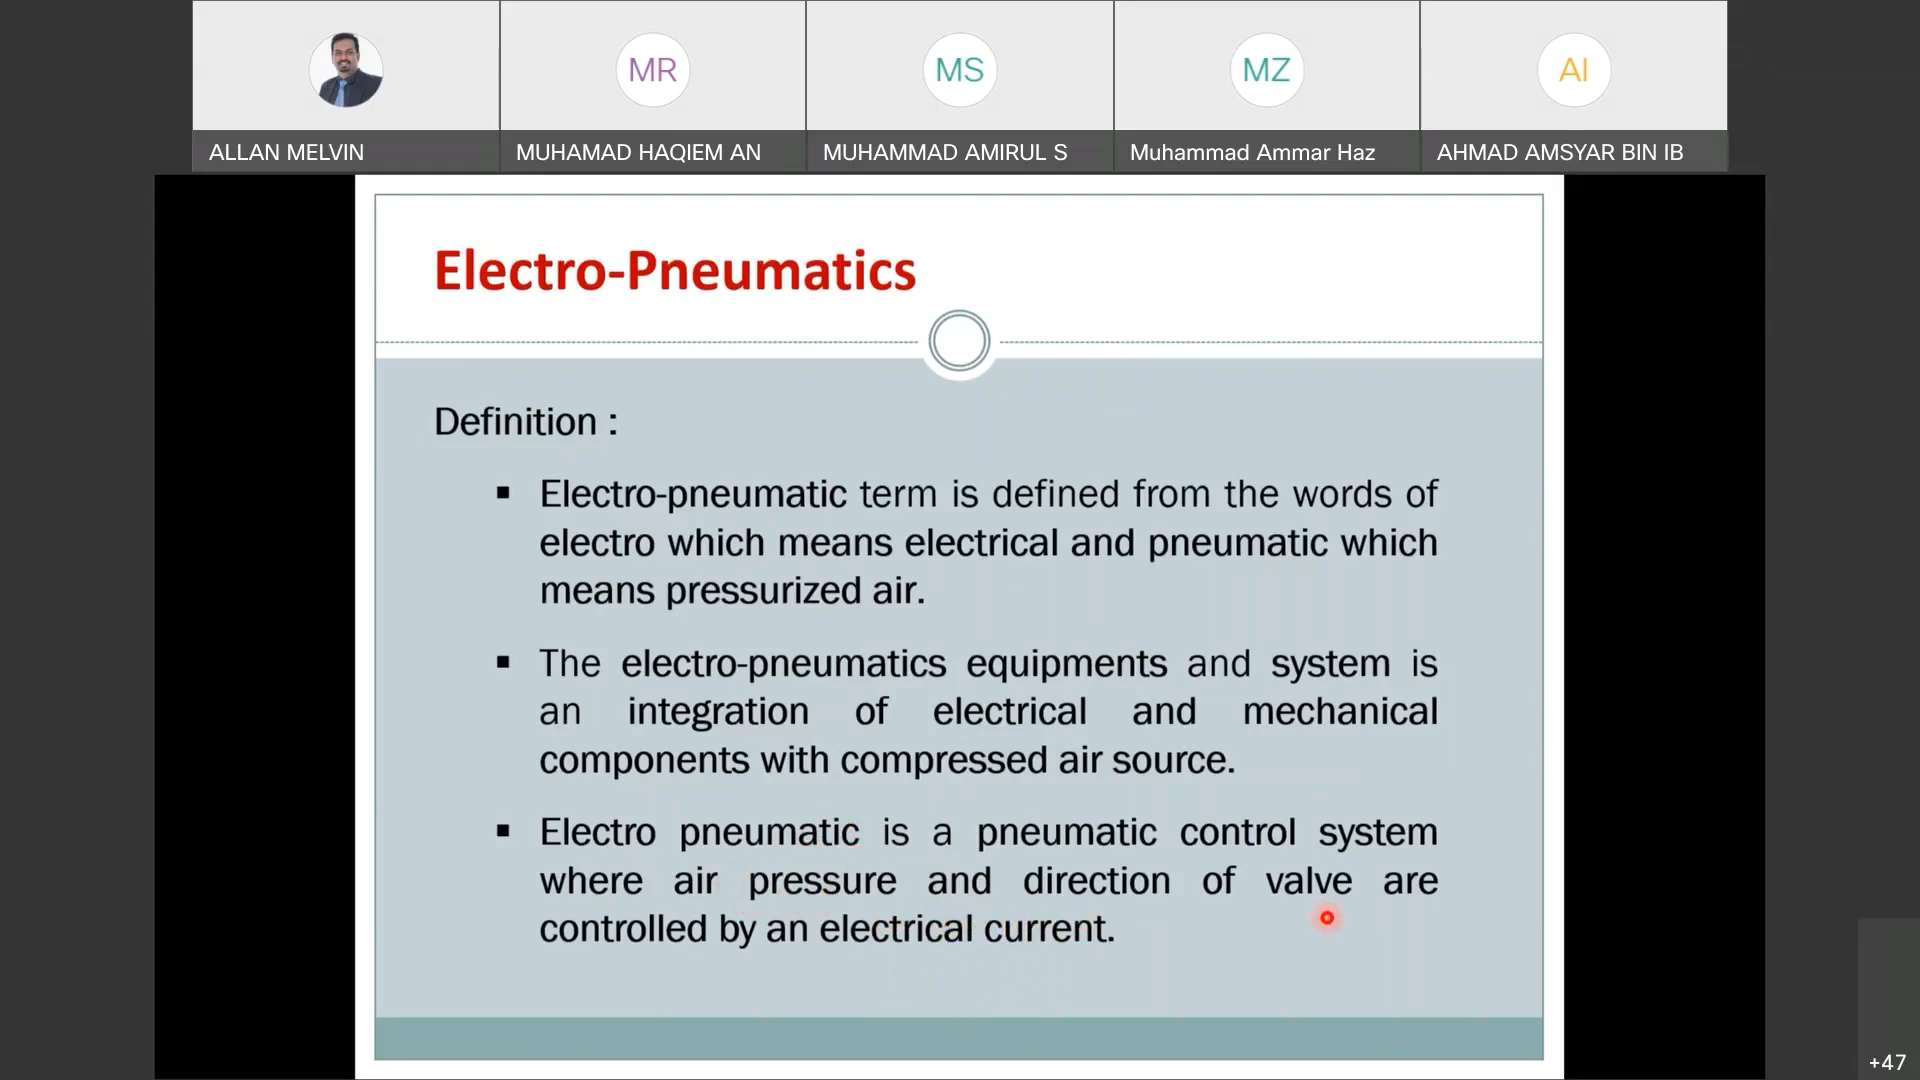 MR
MS
MZ
AI
ALLAN MELVIN
MUHAMAD HAQIEM AN
MUHAMMAD AMIRUL S
Muhammad Ammar Haz
AHMAD AMSYAR BIN IB
Electro-Pneumatics
Definition :
▪ Electro-pneumatic term is defined from the words of
electro which means electrical and pneumatic which
means pressurized air.
▪ The electro-pneumatics equipments and system is
an integration of electrical and mechanical
components with compressed air source.
▪ Electro pneumatic is a pneumatic control system
where air pressure and direction of valve are
controlled by an electrical current.
+47